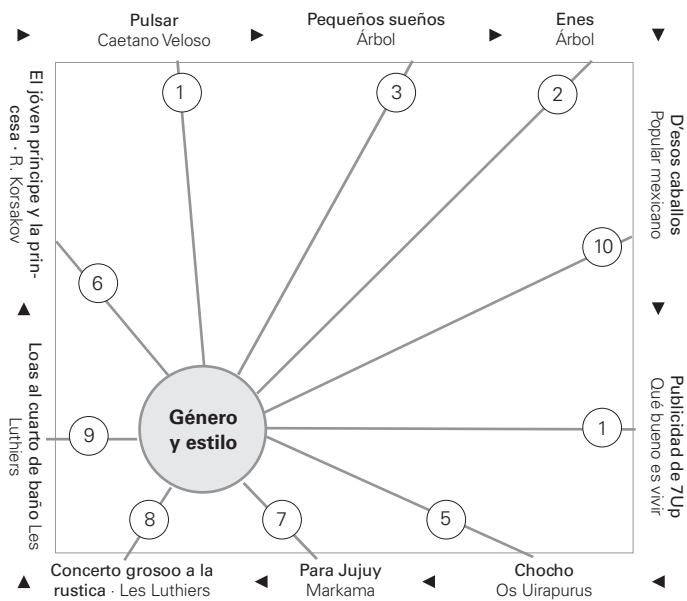 Pulsar
Caetano Veloso
Pequeños sueños
Árbol
Enes
Árbol
El jóven príncipe y la prin-
cesa · R. Korsakov
D'esos caballos
Popular mexicano
1
3
2
10
6
Género
y estilo
Loas al cuarto de baño Les
Luthiers
9
1
Publicidad de 7Up
Qué bueno es vivir
8
7
5
Concerto grosoo a la
rustica · Les Luthiers
Para Jujuy
Markama
Chocho
Os Uirapurus